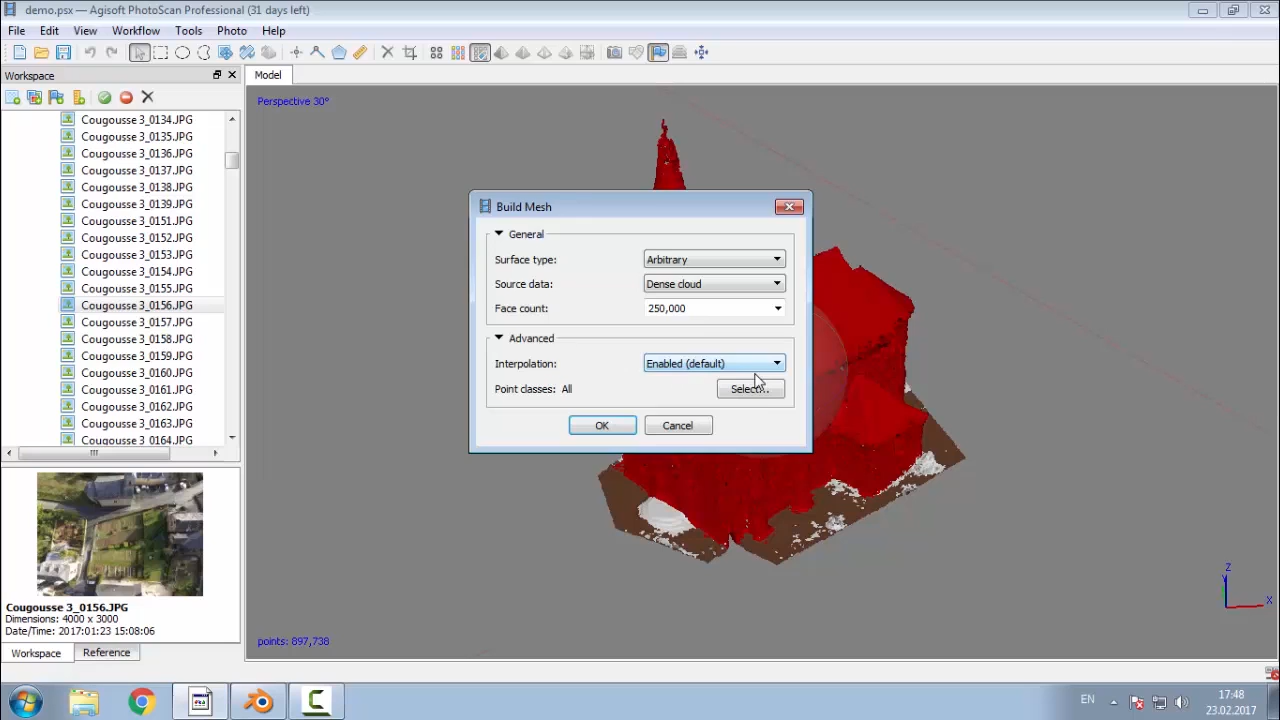 demo.psx — Agisoft PhotoScan Professional (31 days left)
File Edit View Workflow Tools Photo Help
Workspace
Model
Perspective 30°
Cougousse 3_0134.JPG
Cougousse 3_0135.JPG
Cougousse 3_0136.JPG
Cougousse 3_0137.JPG
Cougousse 3_0138.JPG
Cougousse 3_0139.JPG
Cougousse 3_0151.JPG
Cougousse 3_0152.JPG
Cougousse 3_0153.JPG
Cougousse 3_0154.JPG
Cougousse 3_0155.JPG
Cougousse 3_0156.JPG
Cougousse 3_0157.JPG
Cougousse 3_0158.JPG
Cougousse 3_0159.JPG
Cougousse 3_0160.JPG
Cougousse 3_0161.JPG
Cougousse 3_0162.JPG
Cougousse 3_0163.JPG
Cougousse 3_0164.JPG
Build Mesh
General
Surface type: Arbitrary
Source data: Dense cloud
Face count: 250,000
Advanced
Interpolation: Enabled (default)
Point classes: All Select...
OK Cancel
Cougousse 3_0156.JPG
Dimensions: 4000 x 3000
Date/Time: 2017:01:23 15:08:06
points: 897,738
Z
Y
X
Workspace Reference
EN
17:48
23.02.2017